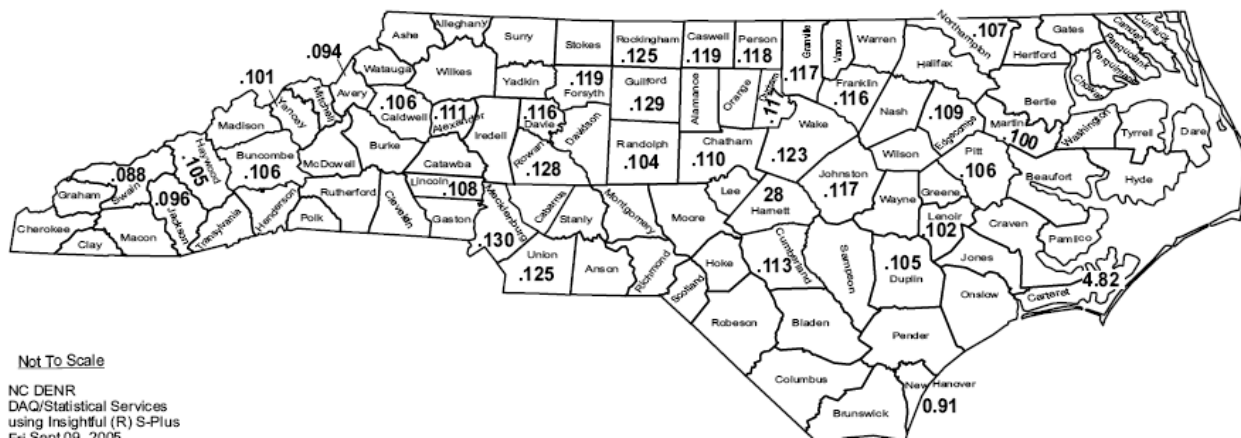 Alleghany
Ashe
Surry
Stokes
Rockingham
.125
Caswell
.119
Person
.118
Granville
.117
Vance
Warren
Northampton
.107
Gates
Camden
Currituck
Pasquotank
Perquimans
Chowan
Hertford
Halifax
.094
Watauga
Wilkes
Yadkin
.119
Forsyth
Guilford
.129
Alamance
Orange
Durham
.11
Franklin
.116
Nash
.109
Edgecombe
Bertie
Martin
.100
Washington
Tyrrell
Dare
.101
Yancey
Mitchell
Avery
.106
Caldwell
.111
Alexander
Iredell
.116
Davie
Davidson
Randolph
.104
Chatham
.110
Wake
.123
Wilson
Pitt
.106
Beaufort
Hyde
Madison
Haywood
.105
Buncombe
.106
McDowell
Burke
Catawba
Rowan
.128
Johnston
.117
Wayne
Greene
Lenoir
.102
Craven
Pamlico
.088
Swain
Graham
.096
Jackson
Transylvania
Henderson
Polk
Rutherford
Cleveland
Lincoln
.108
Gaston
Mecklenburg
.130
Cabarrus
Stanly
Montgomery
Moore
Lee
28
Harnett
Cherokee
Clay
Macon
Union
.125
Anson
Richmond
Scotland
Hoke
Cumberland
.113
Sampson
.105
Duplin
Jones
Onslow
Carteret
4.82
Robeson
Bladen
Pender
Columbus
Brunswick
New Hanover
0.91
Not To Scale
NC DENR
DAQ/Statistical Services
using Insightful (R) S-Plus
Fri Sept 09, 2005